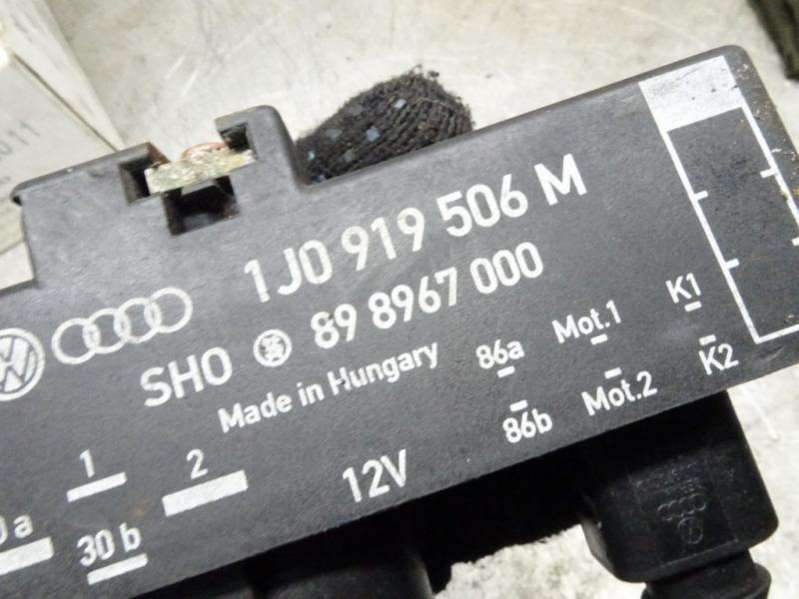 011
1J0 919 506 M
SHO 89 8967 000
Made in Hungary
86a Mot.1 K1
86b Mot.2 K2
1 2
12V
30 b